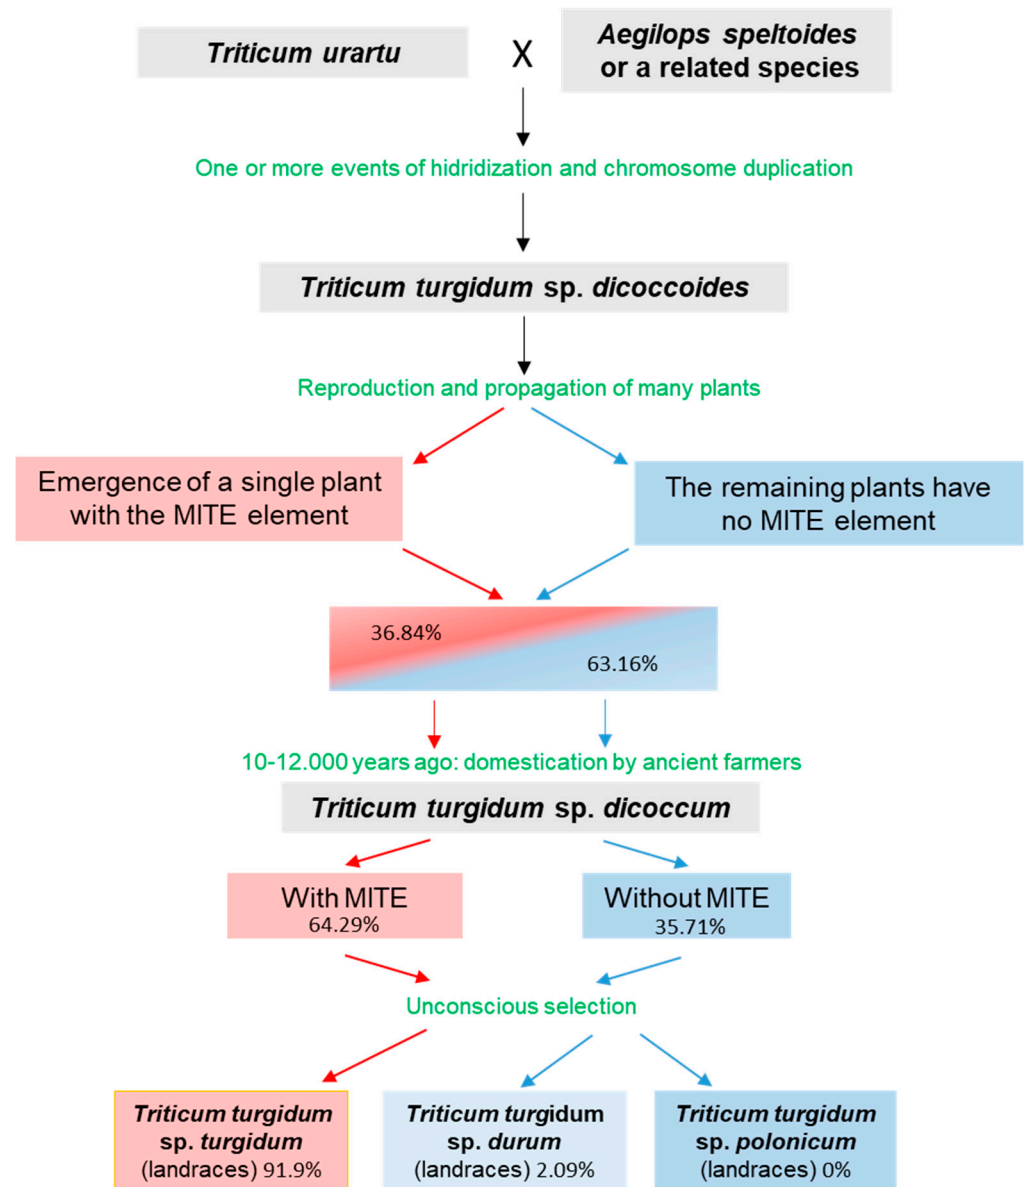 Triticum urartu
X
Aegilops speltoides
or a related species
One or more events of hidridization and chromosome duplication
Triticum turgidum sp. dicoccoides
Reproduction and propagation of many plants
Emergence of a single plant
with the MITE element
The remaining plants have
no MITE element
36.84%
63.16%
10-12.000 years ago: domestication by ancient farmers
Triticum turgidum sp. dicoccum
With MITE
64.29%
Without MITE
35.71%
Unconscious selection
Triticum turgidum
sp. turgidum
(landraces) 91.9%
Triticum turgidum
sp. durum
(landraces) 2.09%
Triticum turgidum
sp. polonicum
(landraces) 0%